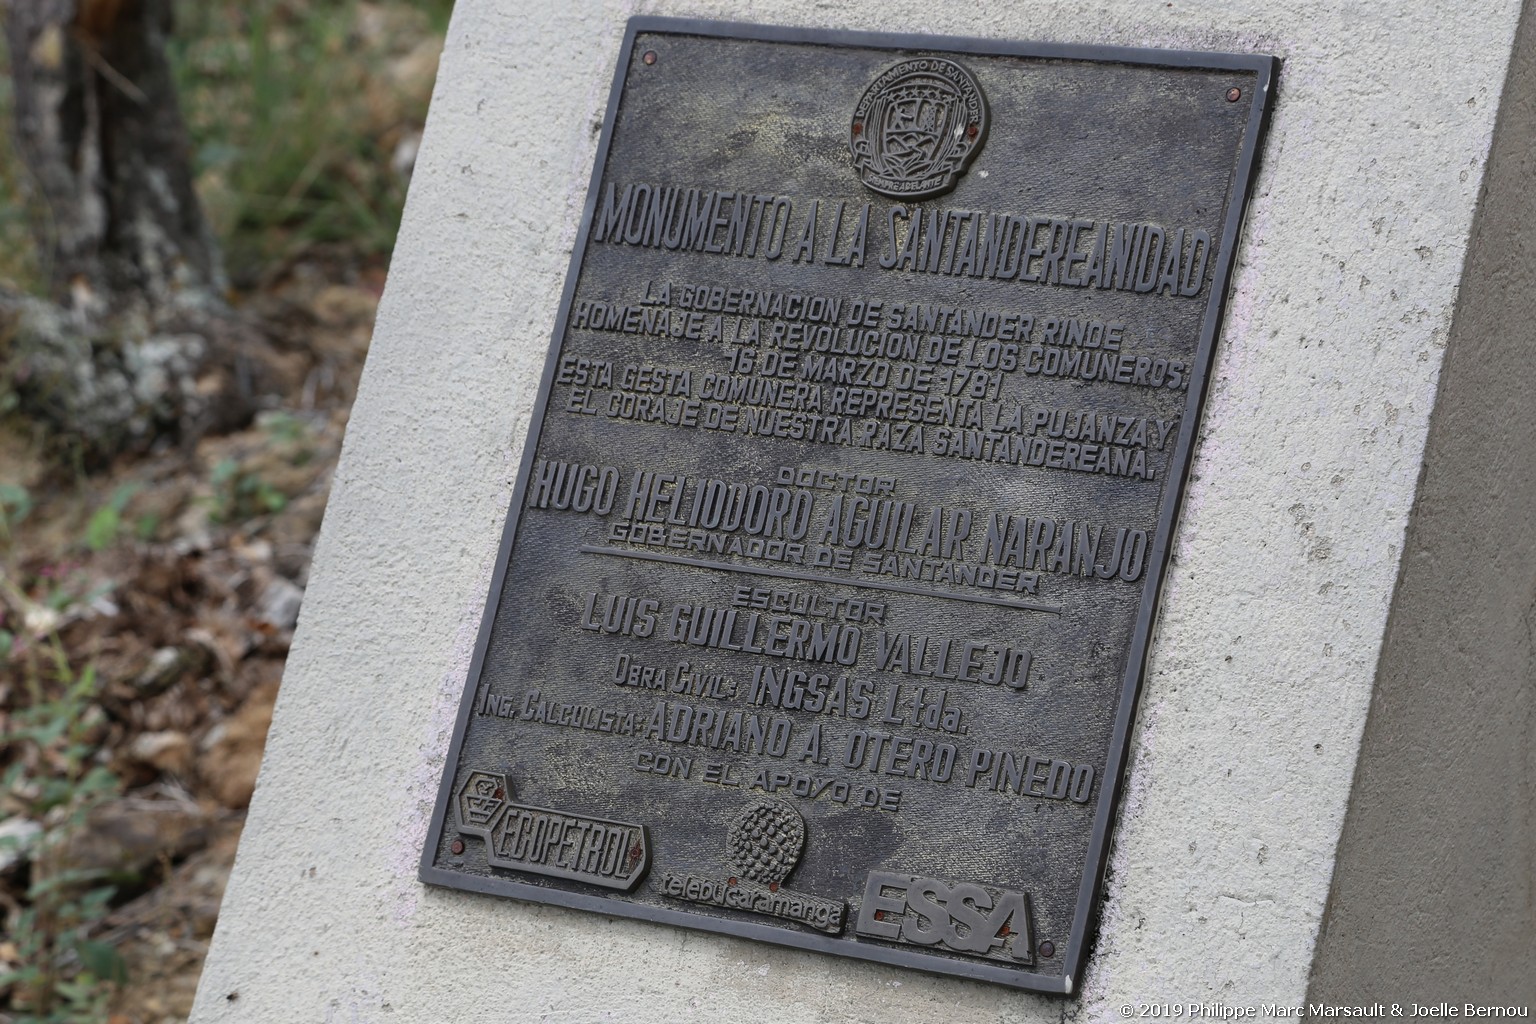 DEPARTAMENTO DE SANTANDER
SIEMPRE ADELANTE
MONUMENTO A LA SANTANDEREANIDAD
LA GOBERNACION DE SANTANDER RINDE
HOMENAJE A LA REVOLUCION DE LOS COMUNEROS,
16 DE MARZO DE 1781
ESTA GESTA COMUNERA REPRESENTA LA PUJANZA Y
EL CORAJE DE NUESTRA RAZA SANTANDEREANA.
DOCTOR
HUGO HELIODORO AGUILAR NARANJO
GOBERNADOR DE SANTANDER
ESCULTOR
LUIS GUILLERMO VALLEJO
OBRA CIVIL: INGSAS Ltda.
ING. CALCULISTA: ADRIANO A. OTERO PINEDO
CON EL APOYO DE
ECOPETROL
telebucaramanga
ESSA
© 2019 Philippe Marc Marsault & Joelle Bernou